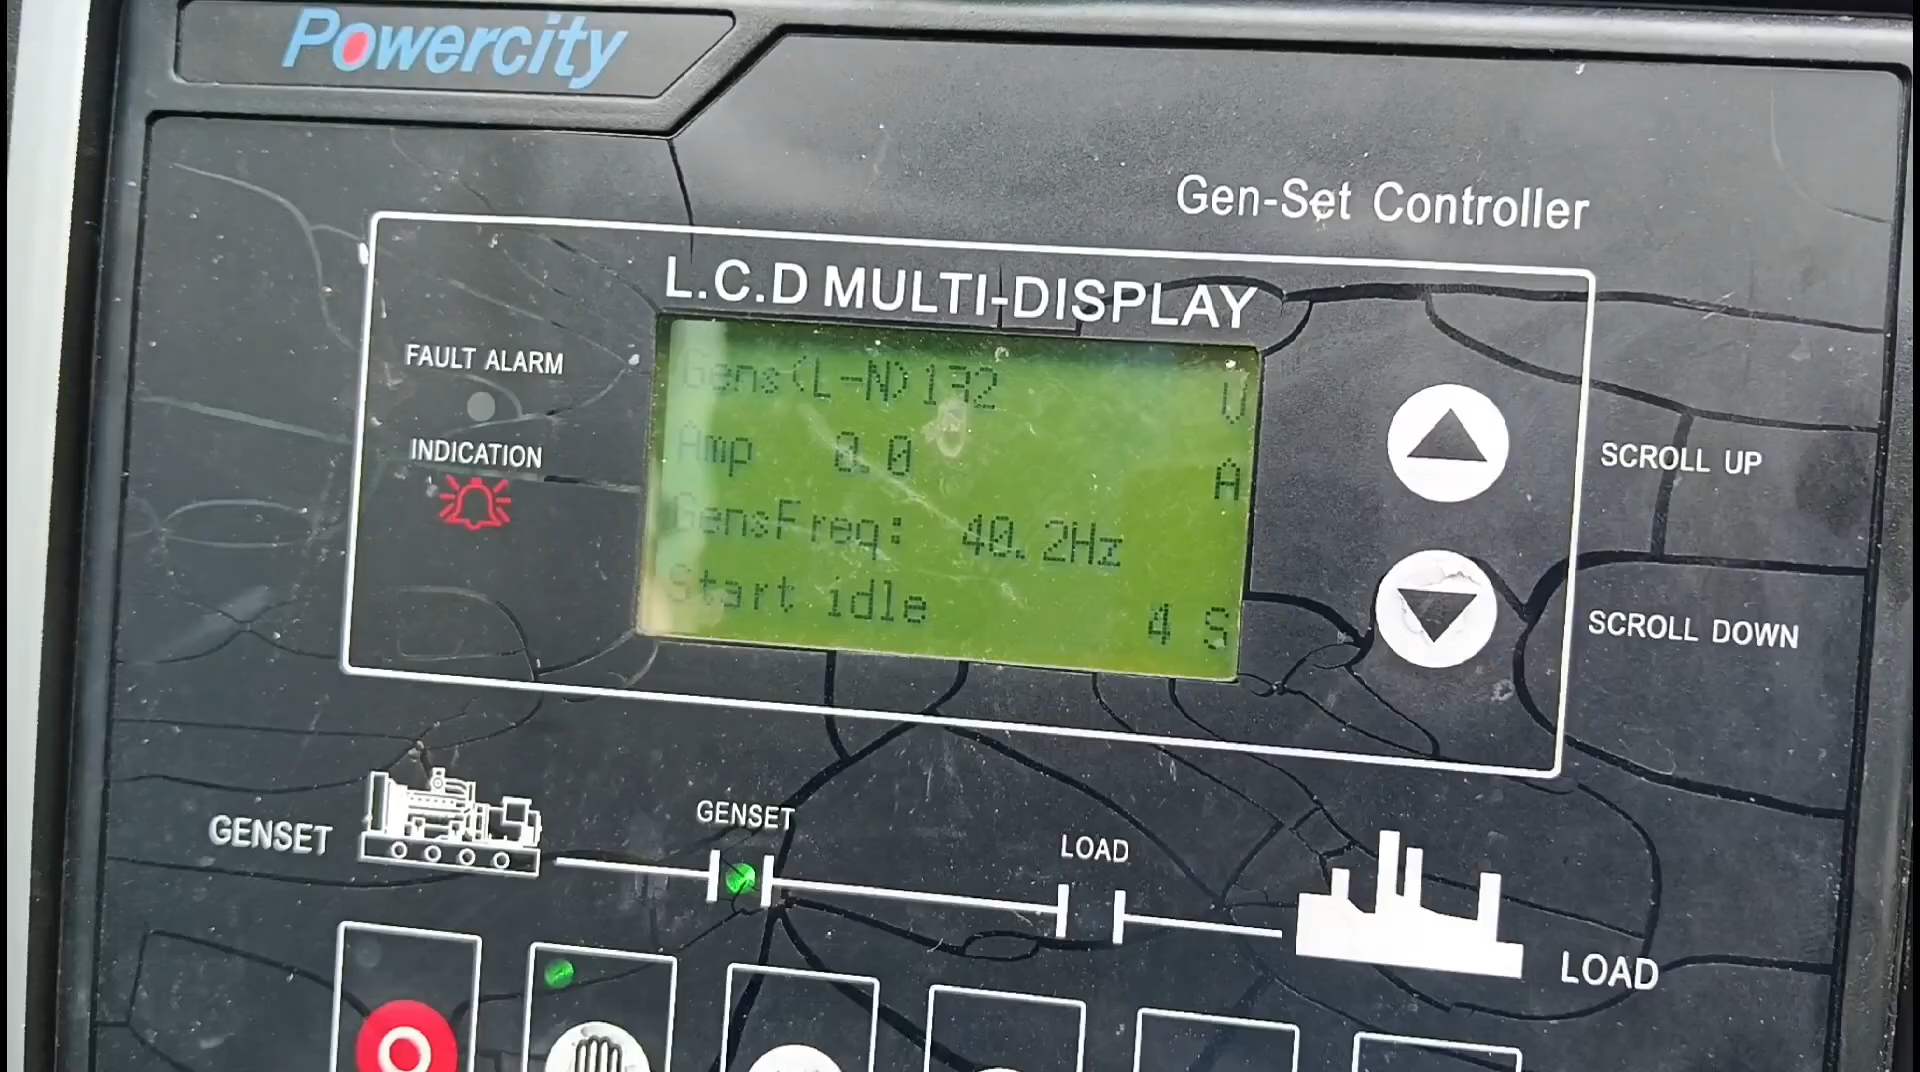 Powercity
Gen-Set Controller
L.C.D MULTI-DISPLAY
FAULT ALARM
INDICATION
Gens(L-N)132 V
Amp 0.0 A
GensFreq: 40.2Hz
Start idle 4 S
SCROLL UP
SCROLL DOWN
GENSET
GENSET
LOAD
LOAD